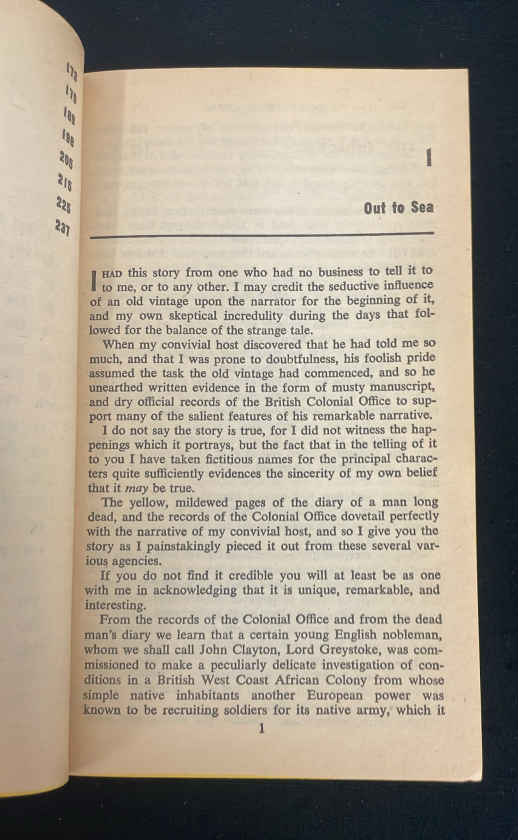 173
179
189
198
205
216
225
237
1
Out to Sea
I HAD this story from one who had no business to tell it to
to me, or to any other. I may credit the seductive influence
of an old vintage upon the narrator for the beginning of it,
and my own skeptical incredulity during the days that fol-
lowed for the balance of the strange tale.
When my convivial host discovered that he had told me so
much, and that I was prone to doubtfulness, his foolish pride
assumed the task the old vintage had commenced, and so he
unearthed written evidence in the form of musty manuscript,
and dry official records of the British Colonial Office to sup-
port many of the salient features of his remarkable narrative.
I do not say the story is true, for I did not witness the hap-
penings which it portrays, but the fact that in the telling of it
to you I have taken fictitious names for the principal charac-
ters quite sufficiently evidences the sincerity of my own belief
that it may be true.
The yellow, mildewed pages of the diary of a man long
dead, and the records of the Colonial Office dovetail perfectly
with the narrative of my convivial host, and so I give you the
story as I painstakingly pieced it out from these several var-
ious agencies.
If you do not find it credible you will at least be as one
with me in acknowledging that it is unique, remarkable, and
interesting.
From the records of the Colonial Office and from the dead
man's diary we learn that a certain young English nobleman,
whom we shall call John Clayton, Lord Greystoke, was com-
missioned to make a peculiarly delicate investigation of con-
ditions in a British West Coast African Colony from whose
simple native inhabitants another European power was
known to be recruiting soldiers for its native army, which it
1